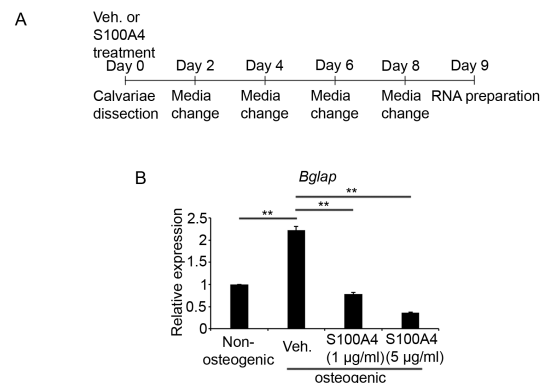 A
Veh. or
S100A4
treatment
Day 0 Day 2 Day 4 Day 6 Day 8 Day 9
Calvariae Media Media Media Media RNA preparation
dissection change change change change
B
Bglap
**
**
**
Relative expression
2.5
2
1.5
1
0.5
0
Non- Veh. S100A4 S100A4
osteogenic (1 µg/ml) (5 µg/ml)
osteogenic